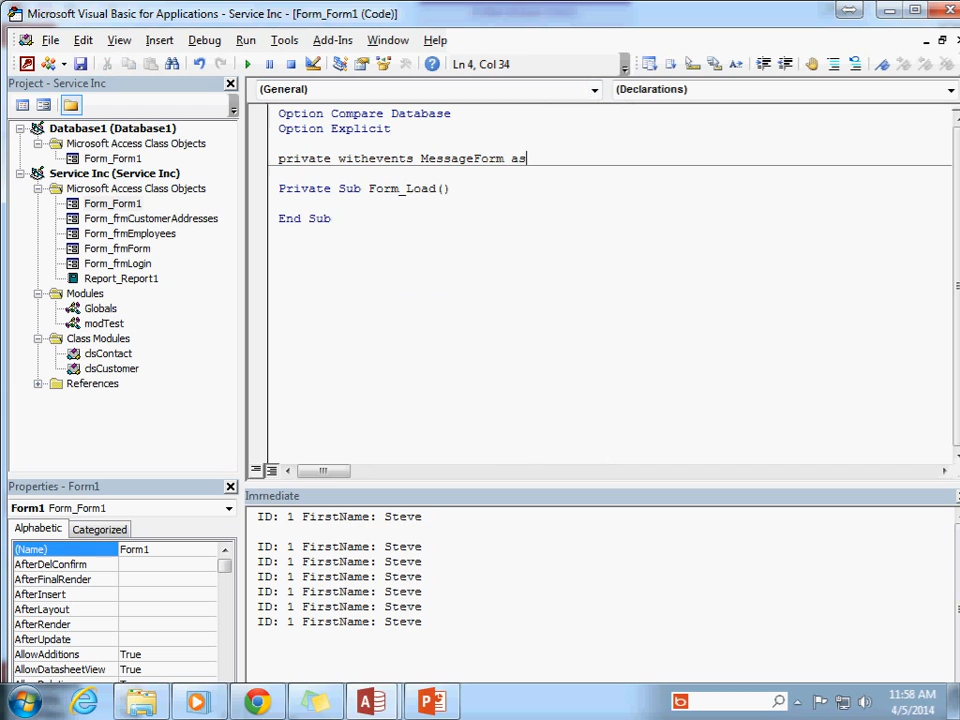 Microsoft Visual Basic for Applications - Service Inc - [Form_Form1 (Code)]
File Edit View Insert Debug Run Tools Add-Ins Window Help
Ln 4, Col 34
Project - Service Inc
Database1 (Database1)
Microsoft Access Class Objects
Form_Form1
Service Inc (Service Inc)
Microsoft Access Class Objects
Form_Form1
Form_frmCustomerAddresses
Form_frmEmployees
Form_frmForm
Form_frmLogin
Report_Report1
Modules
Globals
modTest
Class Modules
clsContact
clsCustomer
References
Properties - Form1
Form1 Form_Form1
Alphabetic Categorized
(Name) Form1
AfterDelConfirm
AfterFinalRender
AfterInsert
AfterLayout
AfterRender
AfterUpdate
AllowAdditions True
AllowDatasheetView True
(General) (Declarations)
Option Compare Database
Option Explicit
private withevents MessageForm as
Private Sub Form_Load()
End Sub
Immediate
ID: 1 FirstName: Steve
ID: 1 FirstName: Steve
ID: 1 FirstName: Steve
ID: 1 FirstName: Steve
ID: 1 FirstName: Steve
ID: 1 FirstName: Steve
ID: 1 FirstName: Steve
11:58 AM
4/5/2014